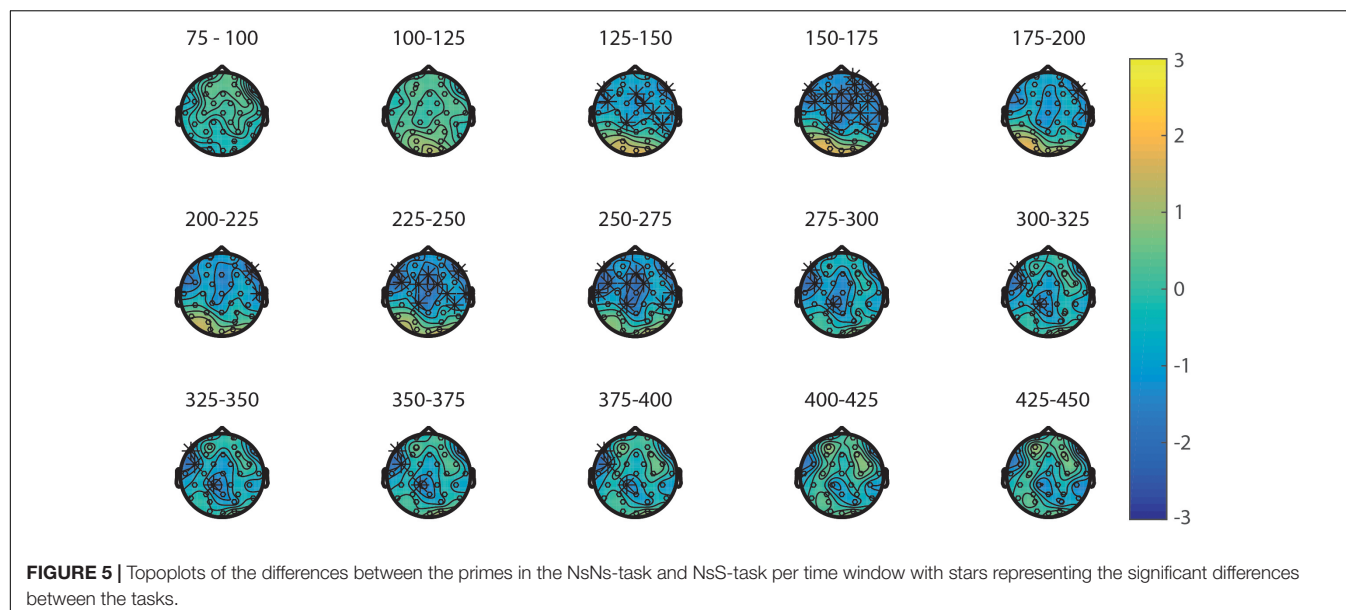 75 - 100 100-125 125-150 150-175 175-200
3
2
200-225 225-250 250-275 275-300 300-325
1
0
-1
325-350 350-375 375-400 400-425 425-450
-2
-3
FIGURE 5 | Topoplots of the differences between the primes in the NsNs-task and NsS-task per time window with stars representing the significant differences
between the tasks.